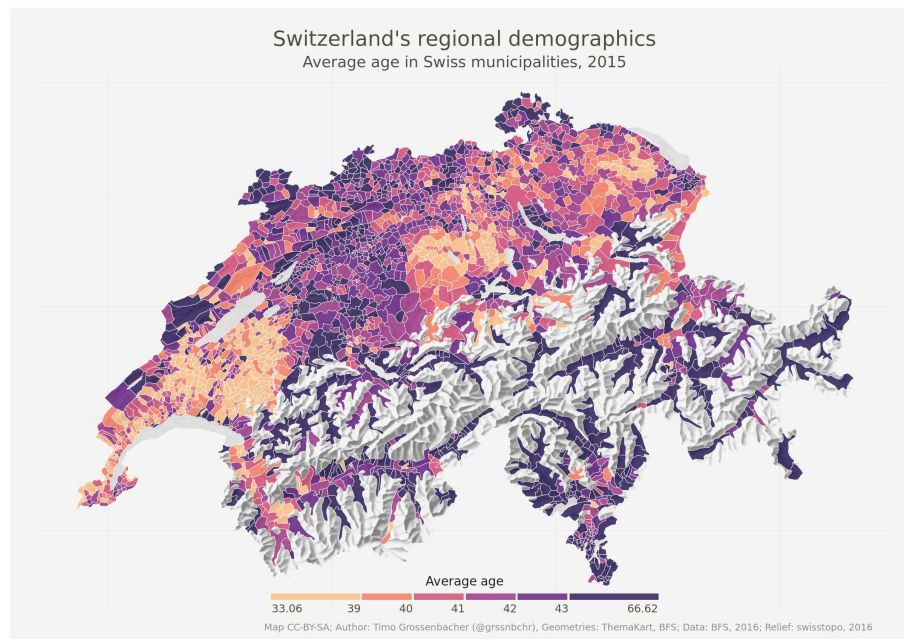 Switzerland's regional demographics
Average age in Swiss municipalities, 2015
Average age
33.06 39 40 41 42 43 66.62
Map CC-BY-SA; Author: Timo Grossenbacher (@grssnbchr), Geometries: ThemaKart, BFS; Data: BFS, 2016; Relief: swisstopo, 2016